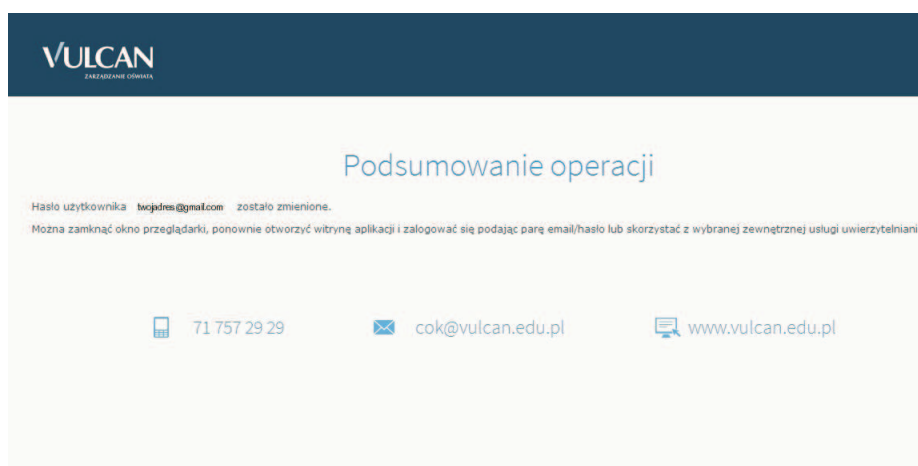 VULCAN
ZARZĄDZANIE OŚWIATĄ
Podsumowanie operacji
Hasło użytkownika twojadres@gmail.com zostało zmienione.
Można zamknąć okno przeglądarki, ponownie otworzyć witrynę aplikacji i zalogować się podając parę email/hasło lub skorzystać z wybranej zewnętrznej usługi uwierzytelniani
71 757 29 29 cok@vulcan.edu.pl www.vulcan.edu.pl